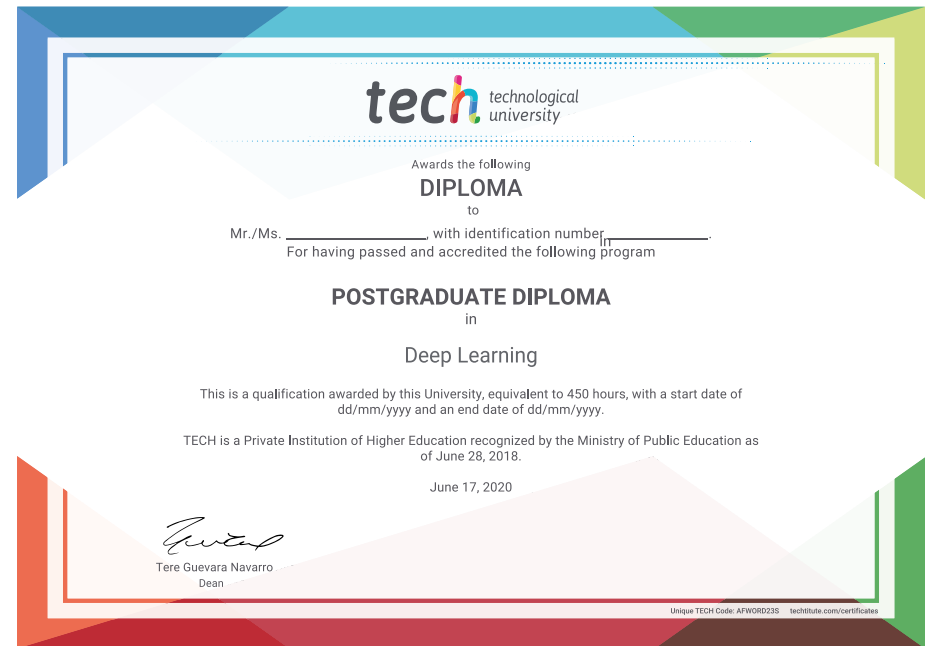 tech technological
university
Awards the following
DIPLOMA
to
Mr./Ms. ____________________, with identification number ______________.
In
For having passed and accredited the following program
POSTGRADUATE DIPLOMA
in
Deep Learning
This is a qualification awarded by this University, equivalent to 450 hours, with a start date of
dd/mm/yyyy and an end date of dd/mm/yyyy.
TECH is a Private Institution of Higher Education recognized by the Ministry of Public Education as
of June 28, 2018.
June 17, 2020
Tere Guevara Navarro
Dean
Unique TECH Code: AFWORD23S techtitute.com/certificates